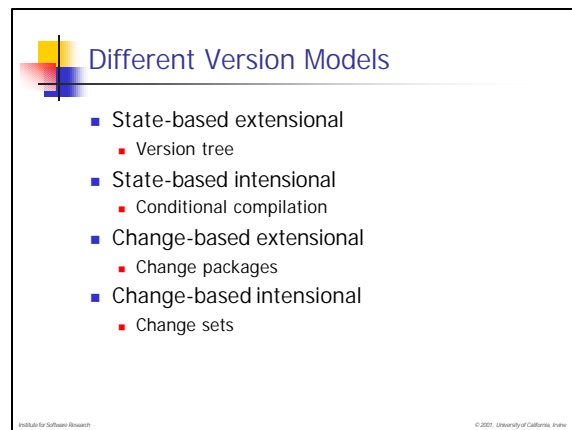 Different Version Models
State-based extensional
Version tree
State-based intensional
Conditional compilation
Change-based extensional
Change packages
Change-based intensional
Change sets
Institute for Software Research
© 2001, University of California, Irvine